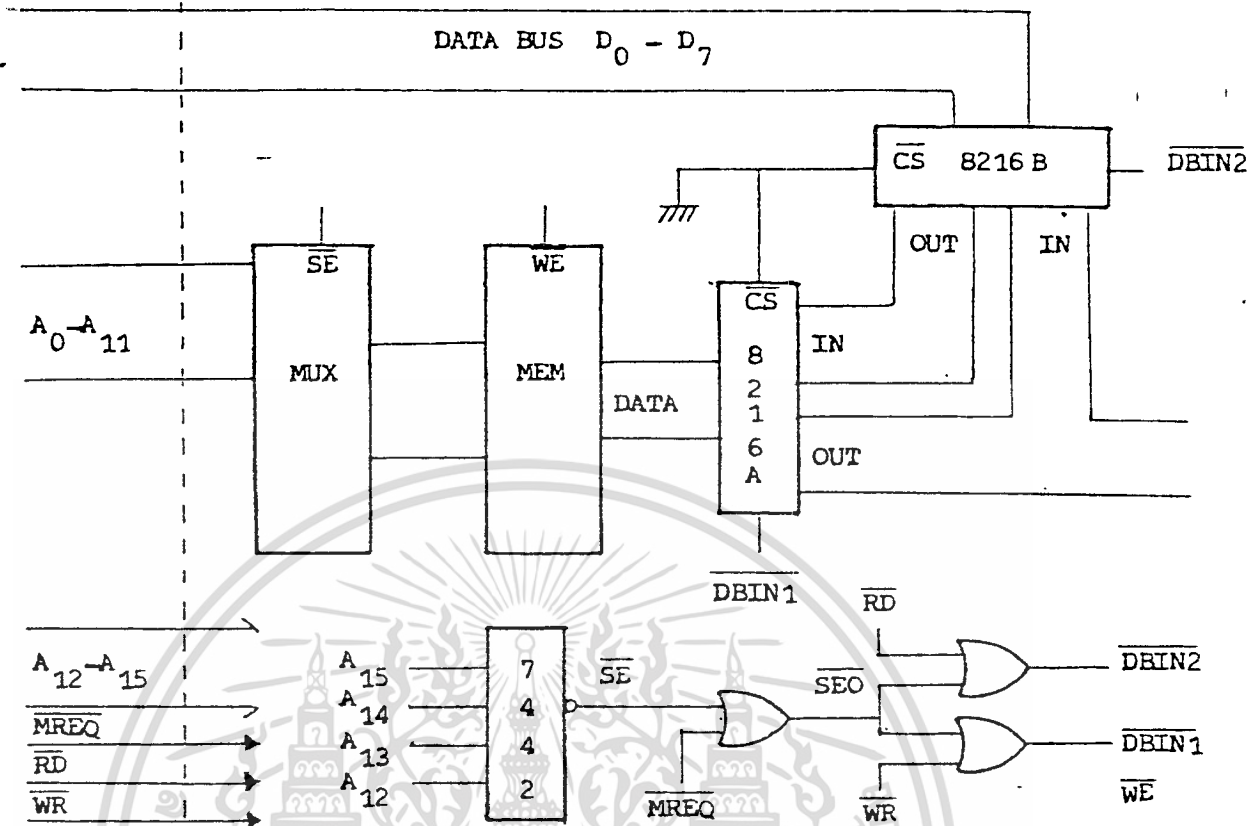 DATA BUS D0 - D7
CS 8216 B DBIN2
OUT IN
SE
WE
CS
A0-A11
MUX
MEM
DATA
IN
8
2
1
6
A
OUT
DBIN1
A12-A15
MREQ
RD
WR
A15
A14
A13
A12
7
4
4
2
SE
MREQ
SEO
RD
WR
DBIN2
DBIN1
WE